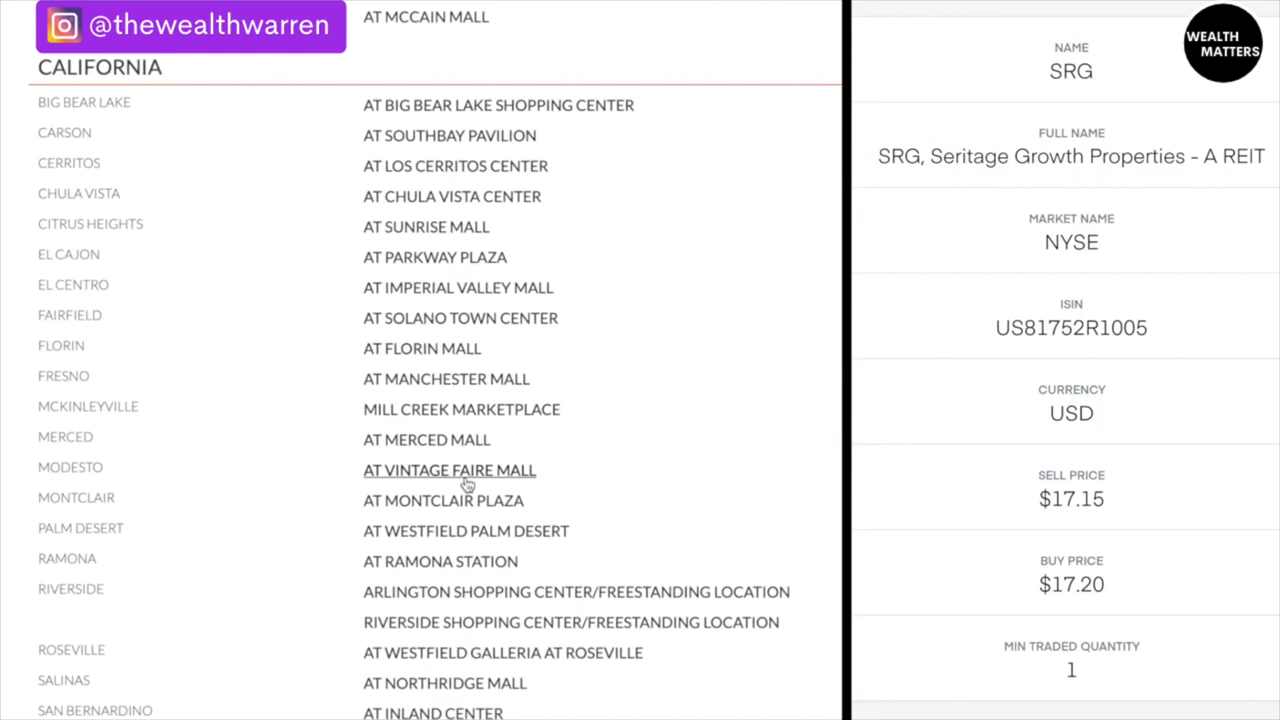 @thewealthwarren
AT MCCAIN MALL
CALIFORNIA
BIG BEAR LAKE AT BIG BEAR LAKE SHOPPING CENTER
CARSON AT SOUTHBAY PAVILION
CERRITOS AT LOS CERRITOS CENTER
CHULA VISTA AT CHULA VISTA CENTER
CITRUS HEIGHTS AT SUNRISE MALL
EL CAJON AT PARKWAY PLAZA
EL CENTRO AT IMPERIAL VALLEY MALL
FAIRFIELD AT SOLANO TOWN CENTER
FLORIN AT FLORIN MALL
FRESNO AT MANCHESTER MALL
MCKINLEYVILLE MILL CREEK MARKETPLACE
MERCED AT MERCED MALL
MODESTO AT VINTAGE FAIRE MALL
MONTCLAIR AT MONTCLAIR PLAZA
PALM DESERT AT WESTFIELD PALM DESERT
RAMONA AT RAMONA STATION
RIVERSIDE ARLINGTON SHOPPING CENTER/FREESTANDING LOCATION
RIVERSIDE SHOPPING CENTER/FREESTANDING LOCATION
ROSEVILLE AT WESTFIELD GALLERIA AT ROSEVILLE
SALINAS AT NORTHRIDGE MALL
SAN BERNARDINO AT INLAND CENTER
WEALTH
MATTERS
NAME
SRG
FULL NAME
SRG, Seritage Growth Properties - A REIT
MARKET NAME
NYSE
ISIN
US81752R1005
CURRENCY
USD
SELL PRICE
$17.15
BUY PRICE
$17.20
MIN TRADED QUANTITY
1